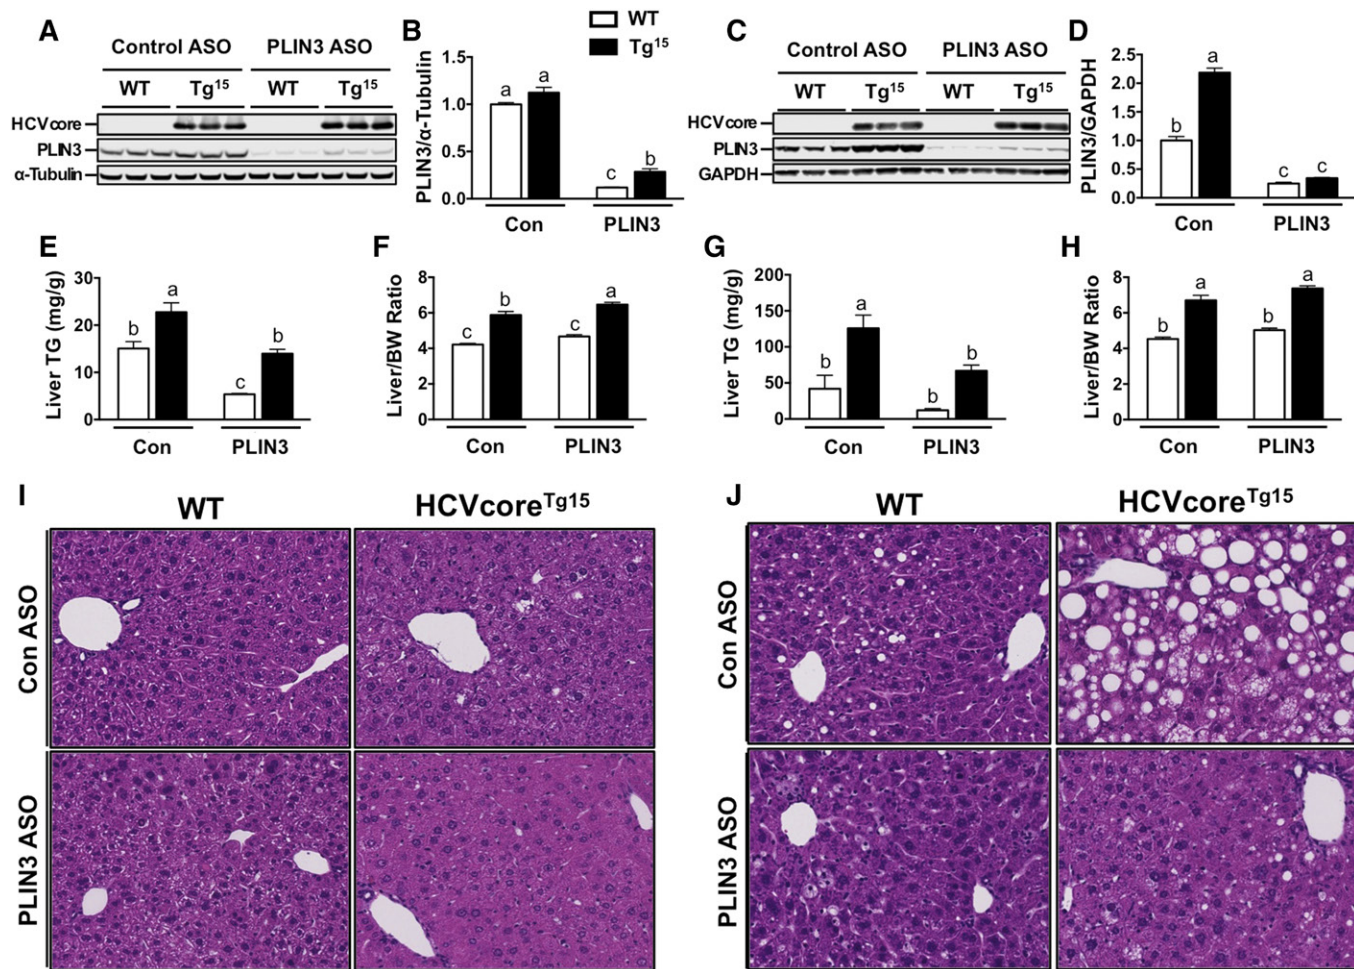 A
Control ASO PLIN3 ASO
WT Tg15 WT Tg15
HCVcore
PLIN3
α-Tubulin
B
WT
Tg15
PLIN3/α-Tubulin
1.5
1.0
0.5
0.0
a a c b
Con PLIN3
C
Control ASO PLIN3 ASO
WT Tg15 WT Tg15
HCVcore
PLIN3
GAPDH
D
PLIN3/GAPDH
2.5
2.0
1.5
1.0
0.5
0.0
b a c c
Con PLIN3
E
Liver TG (mg/g)
30
20
10
0
b a c b
Con PLIN3
F
Liver/BW Ratio
8
6
4
2
0
c b c a
Con PLIN3
G
Liver TG (mg/g)
200
150
100
50
0
b a b b
Con PLIN3
H
Liver/BW Ratio
8
6
4
2
0
b a b a
Con PLIN3
I
WT HCVcoreTg15
Con ASO
PLIN3 ASO
J
WT HCVcoreTg15
Con ASO
PLIN3 ASO